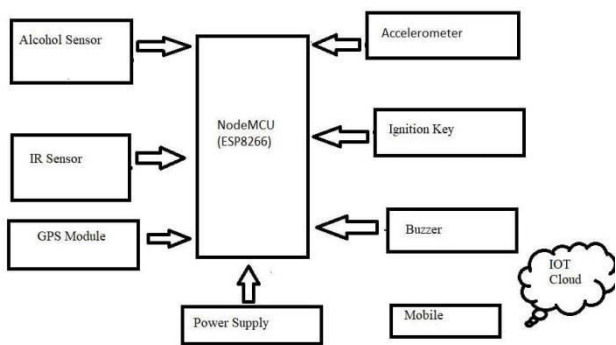 Alcohol Sensor
Accelerometer
NodeMCU
(ESP8266)
Ignition Key
IR Sensor
GPS Module
Buzzer
IOT
Cloud
Power Supply
Mobile